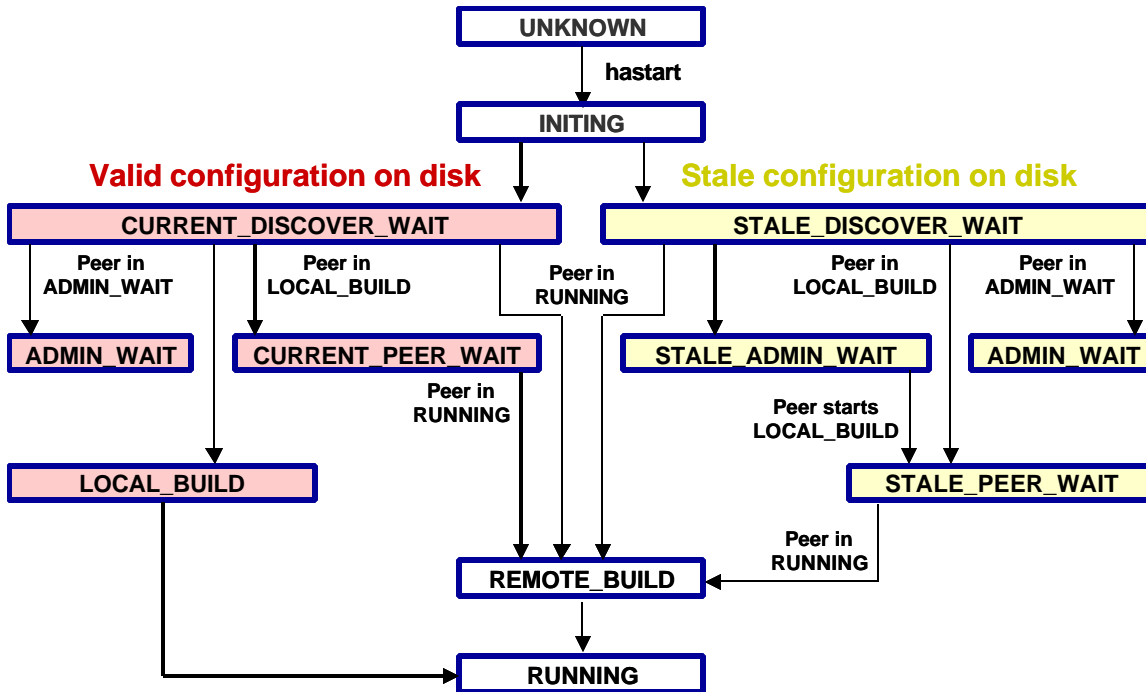 UNKNOWN
hastart
INITING
Valid configuration on disk
Stale configuration on disk
CURRENT_DISCOVER_WAIT
STALE_DISCOVER_WAIT
Peer in
ADMIN_WAIT
Peer in
LOCAL_BUILD
Peer in
RUNNING
Peer in
LOCAL_BUILD
Peer in
ADMIN_WAIT
ADMIN_WAIT
CURRENT_PEER_WAIT
STALE_ADMIN_WAIT
ADMIN_WAIT
Peer in
RUNNING
Peer starts
LOCAL_BUILD
LOCAL_BUILD
STALE_PEER_WAIT
Peer in
RUNNING
REMOTE_BUILD
RUNNING